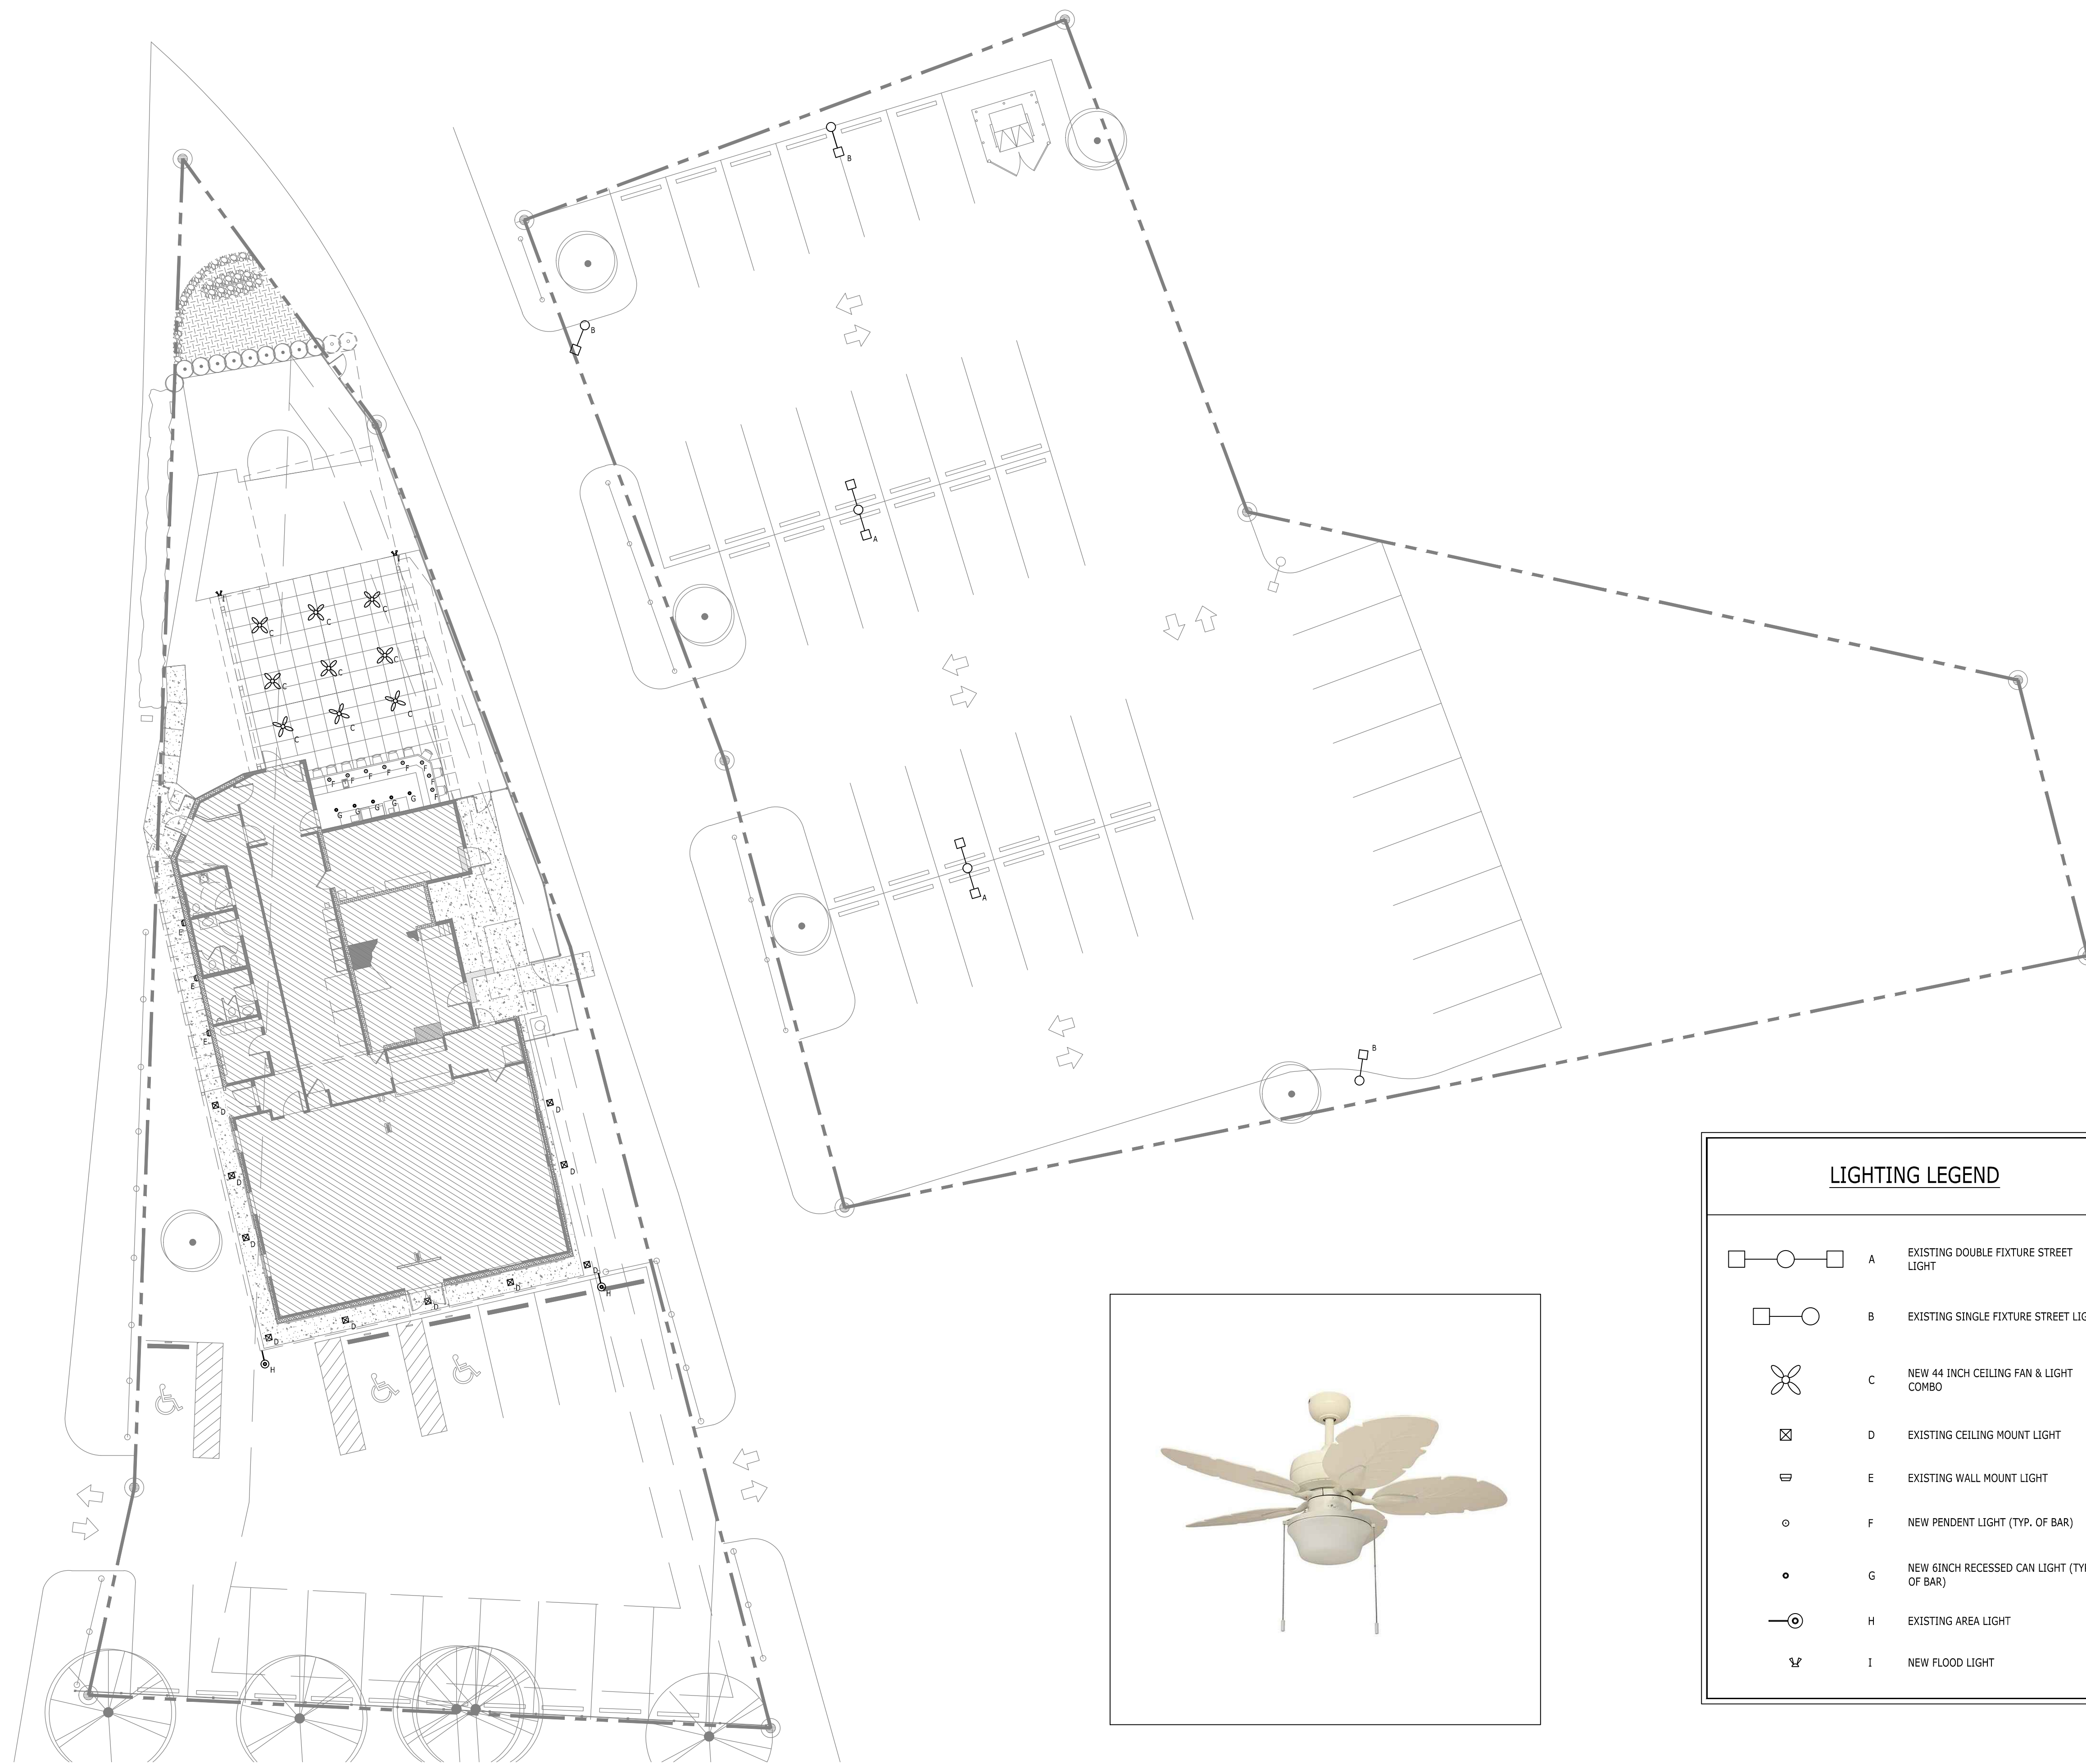 B
B
A
C
C
C
C
C
C
C
C
C
F
F
F
F
F
F
F
F
G
G
G
G
G
A
E
E
E
B
D
D
D
D
D
D
D
D
D
D
H
H
LIGHTING LEGEND
A EXISTING DOUBLE FIXTURE STREET
LIGHT
B EXISTING SINGLE FIXTURE STREET LIG
C NEW 44 INCH CEILING FAN & LIGHT
COMBO
D EXISTING CEILING MOUNT LIGHT
E EXISTING WALL MOUNT LIGHT
F NEW PENDENT LIGHT (TYP. OF BAR)
G NEW 6INCH RECESSED CAN LIGHT (TY
OF BAR)
H EXISTING AREA LIGHT
I NEW FLOOD LIGHT